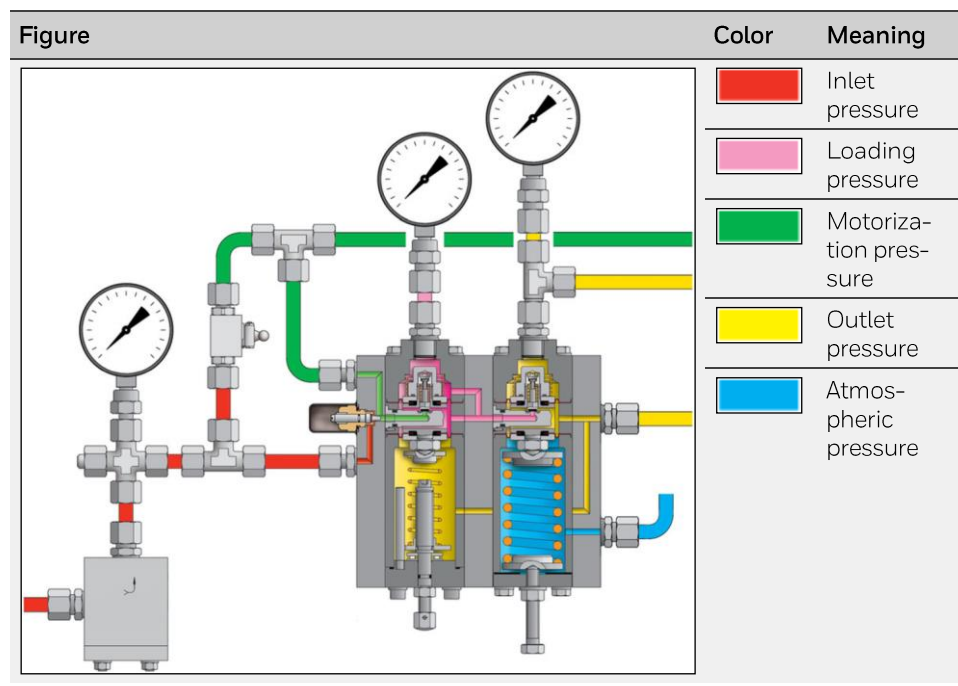 Figure Color Meaning
Inlet
pressure
Loading
pressure
Motoriza-
tion pres-
sure
Outlet
pressure
Atmos-
pheric
pressure